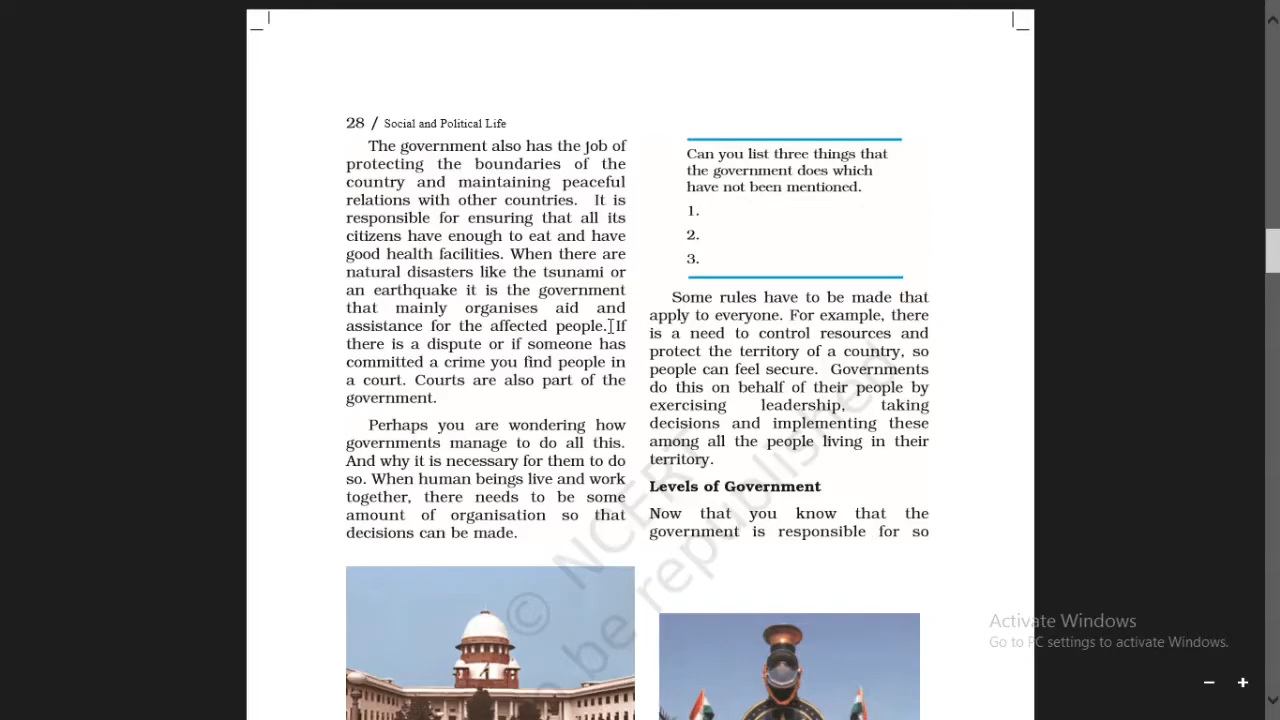 28 / Social and Political Life
The government also has the job of
protecting the boundaries of the
country and maintaining peaceful
relations with other countries. It is
responsible for ensuring that all its
citizens have enough to eat and have
good health facilities. When there are
natural disasters like the tsunami or
an earthquake it is the government
that mainly organises aid and
assistance for the affected people. If
there is a dispute or if someone has
committed a crime you find people in
a court. Courts are also part of the
government.
Perhaps you are wondering how
governments manage to do all this.
And why it is necessary for them to do
so. When human beings live and work
together, there needs to be some
amount of organisation so that
decisions can be made.
Can you list three things that
the government does which
have not been mentioned.
1.
2.
3.
Some rules have to be made that
apply to everyone. For example, there
is a need to control resources and
protect the territory of a country, so
people can feel secure. Governments
do this on behalf of their people by
exercising leadership, taking
decisions and implementing these
among all the people living in their
territory.
Levels of Government
Now that you know that the
government is responsible for so
© NCERT
be republished
Activate Windows
Go to PC settings to activate Windows.